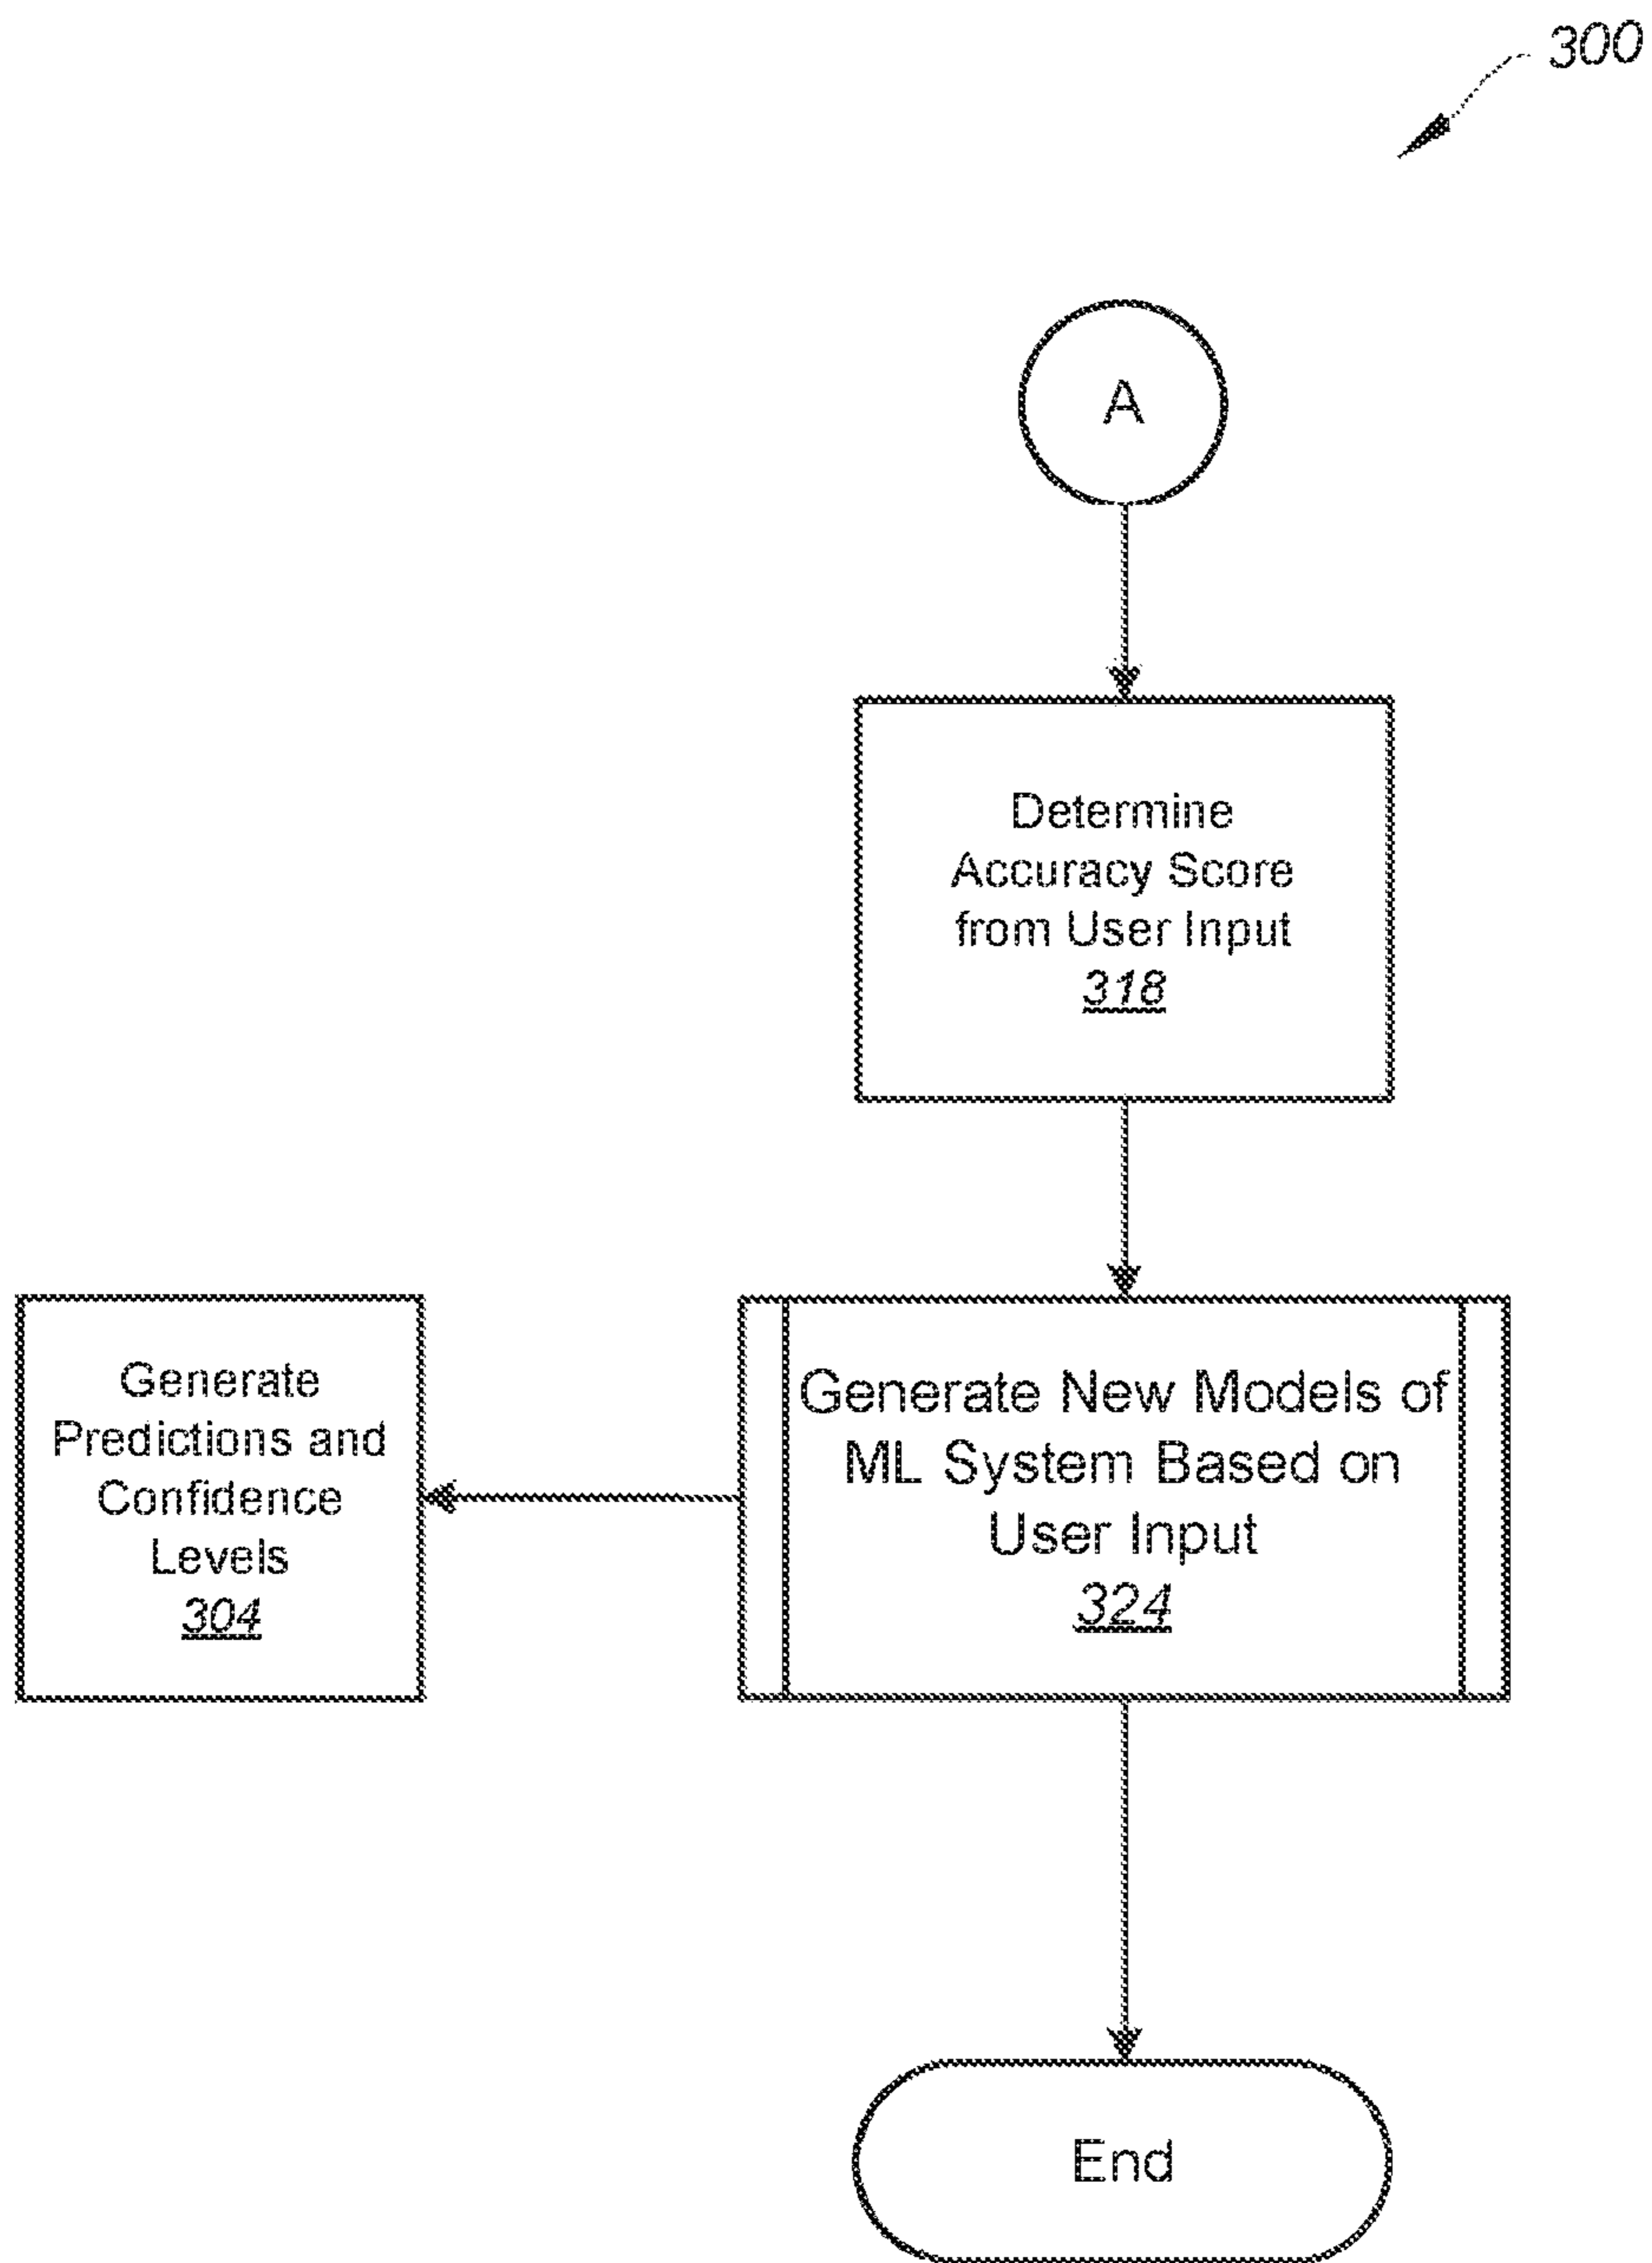 300
A
Determine
Accuracy Score
from User Input
318
Generate
Predictions and
Confidence
Levels
304
Generate New Models of
ML System Based on
User Input
324
End